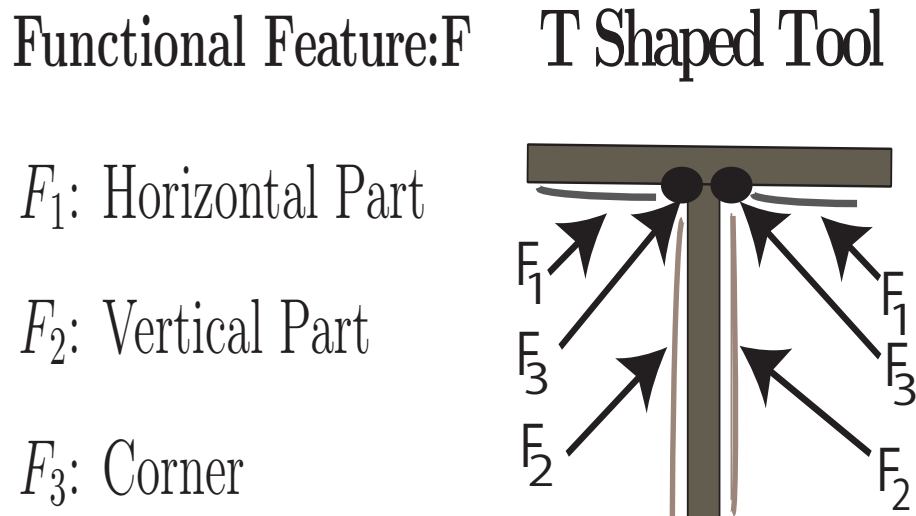 Functional Feature:F
T Shaped Tool
F1: Horizontal Part
F2: Vertical Part
F3: Corner
F1
F1
F3
F3
F2
F2